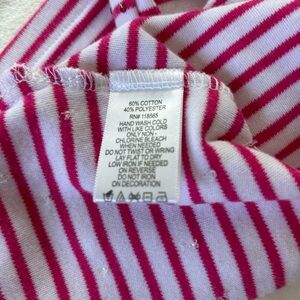 60% COTTON
40% POLYESTER
RN# 118565
HAND WASH COLD
WITH LIKE COLORS
ONLY NON -
CHLORINE BLEACH
WHEN NEEDED
DO NOT TWIST OR WRING
LAY FLAT TO DRY
LOW IRON IF NEEDED
ON REVERSE
DO NOT IRON
ON DECORATION